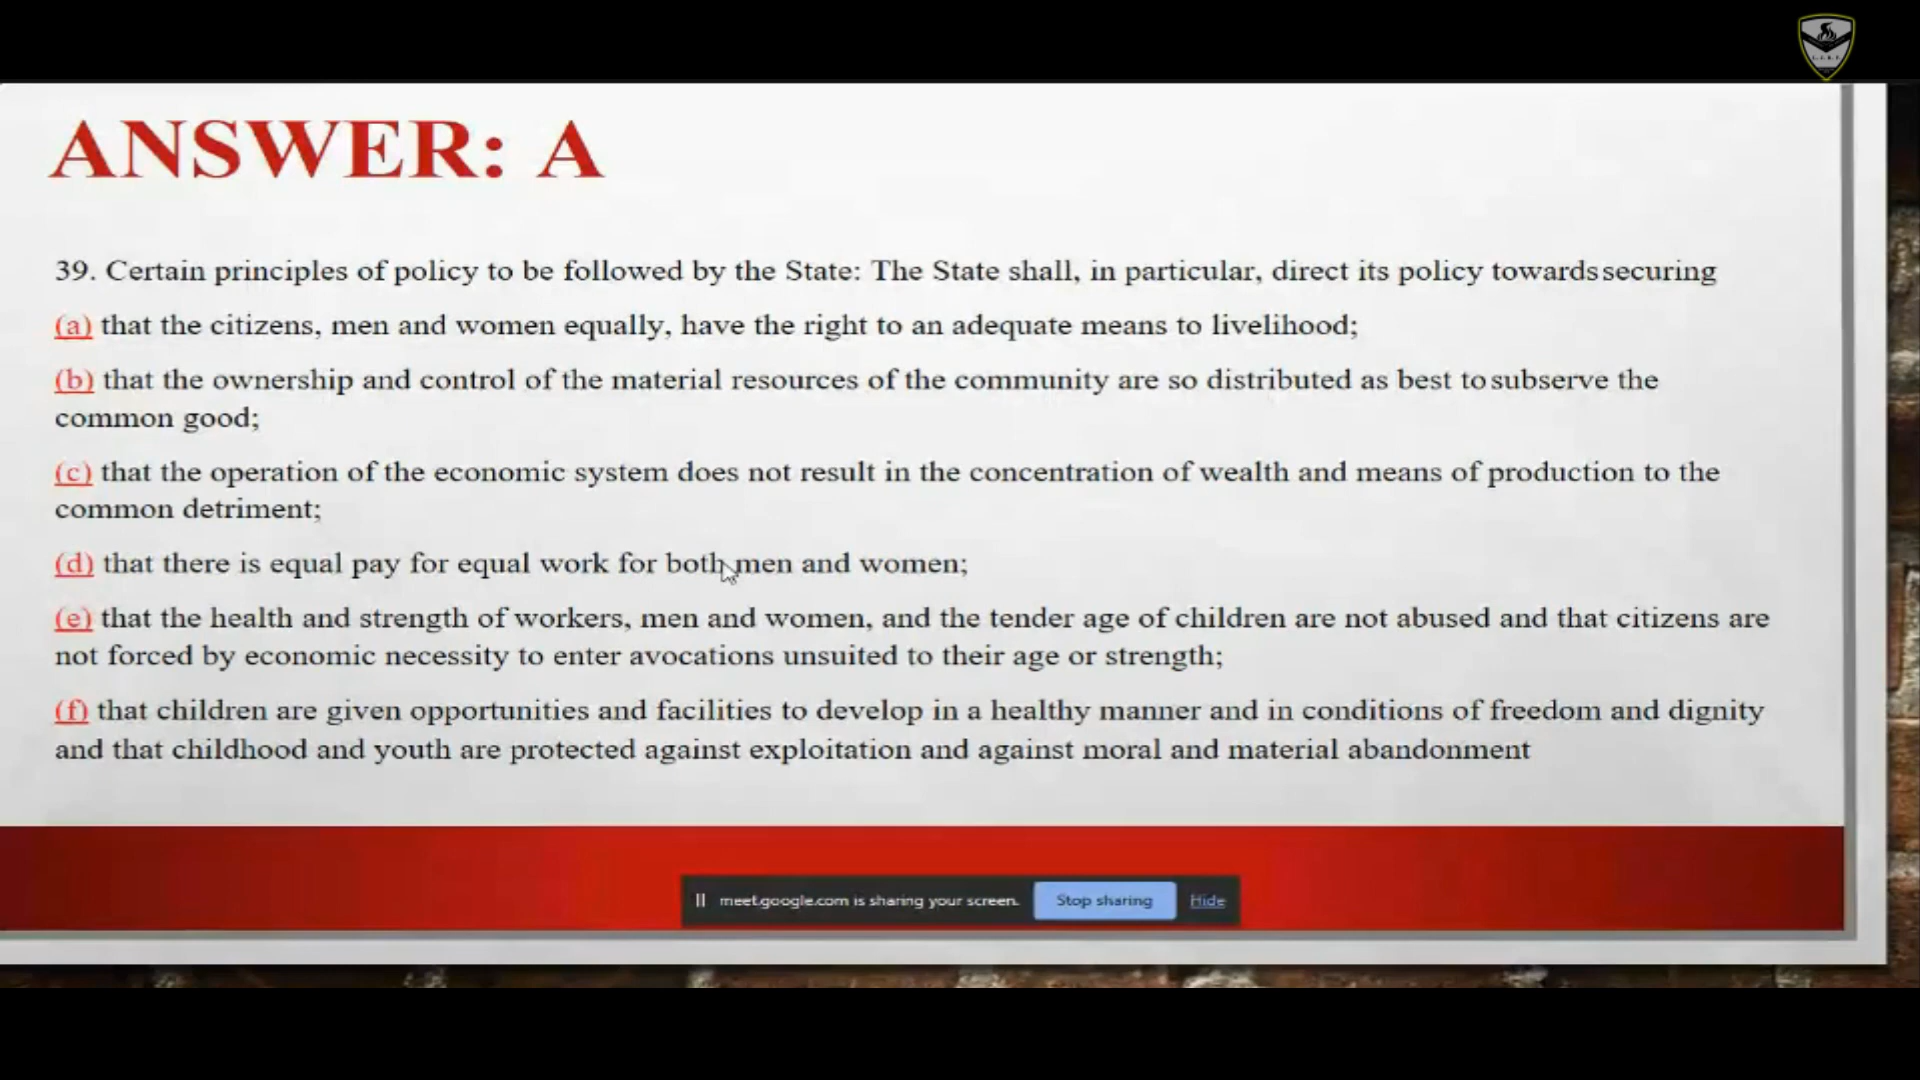 ANSWER: A
39. Certain principles of policy to be followed by the State: The State shall, in particular, direct its policy towards securing
(a) that the citizens, men and women equally, have the right to an adequate means to livelihood;
(b) that the ownership and control of the material resources of the community are so distributed as best to subserve the
common good;
(c) that the operation of the economic system does not result in the concentration of wealth and means of production to the
common detriment;
(d) that there is equal pay for equal work for both men and women;
(e) that the health and strength of workers, men and women, and the tender age of children are not abused and that citizens are
not forced by economic necessity to enter avocations unsuited to their age or strength;
(f) that children are given opportunities and facilities to develop in a healthy manner and in conditions of freedom and dignity
and that childhood and youth are protected against exploitation and against moral and material abandonment
meet.google.com is sharing your screen. Stop sharing Hide